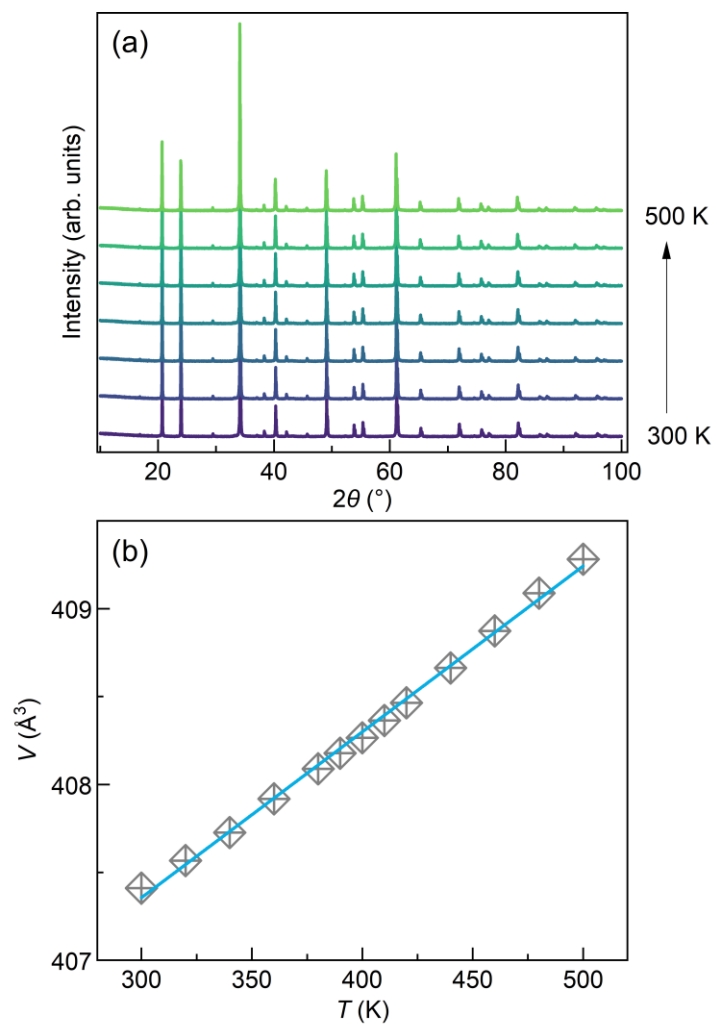 (a)
Intensity (arb. units)
500 K
300 K
20 40 60 80 100
2θ (°)
(b)
409
408
407
V (Å³)
300 350 400 450 500
T (K)